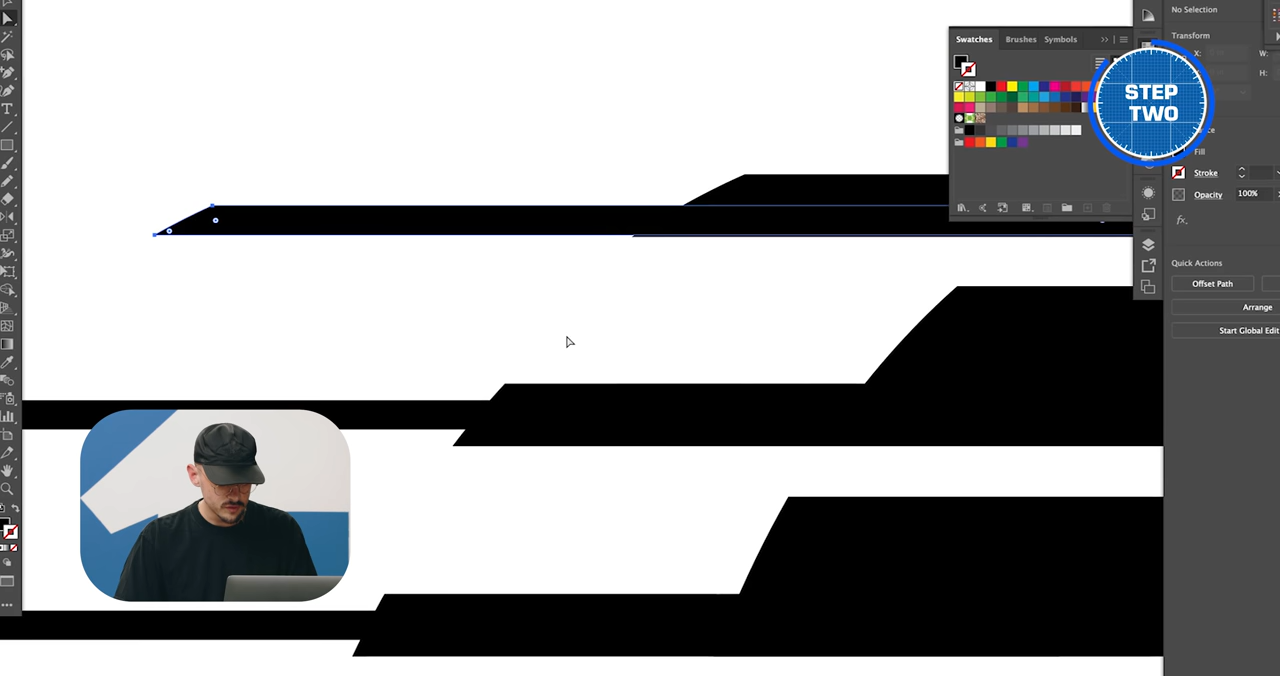 No Selection
Transform
X:
W:
H:
Swatches
Brushes
Symbols
STEP
TWO
Fill
Stroke
Opacity
100%
fx.
Quick Actions
Offset Path
Arrange
Start Global Edit